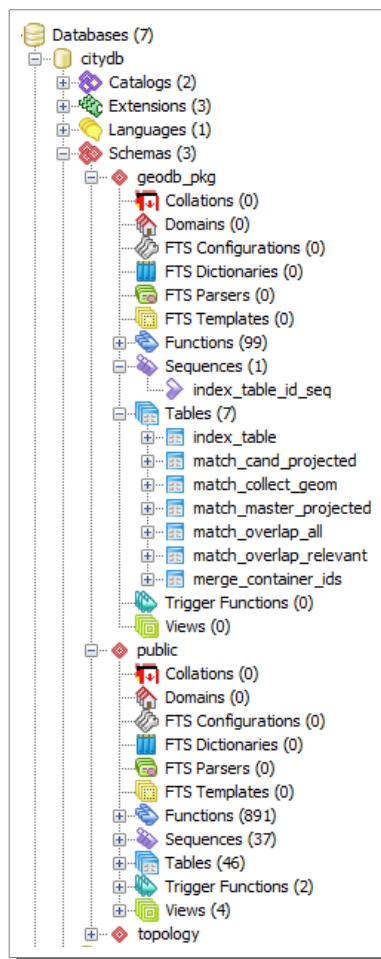 Databases (7)
citydb
Catalogs (2)
Extensions (3)
Languages (1)
Schemas (3)
geodb_pkg
Collations (0)
Domains (0)
FTS Configurations (0)
FTS Dictionaries (0)
FTS Parsers (0)
FTS Templates (0)
Functions (99)
Sequences (1)
index_table_id_seq
Tables (7)
index_table
match_cand_projected
match_collect_geom
match_master_projected
match_overlap_all
match_overlap_relevant
merge_container_ids
Trigger Functions (0)
Views (0)
public
Collations (0)
Domains (0)
FTS Configurations (0)
FTS Dictionaries (0)
FTS Parsers (0)
FTS Templates (0)
Functions (891)
Sequences (37)
Tables (46)
Trigger Functions (2)
Views (4)
topology